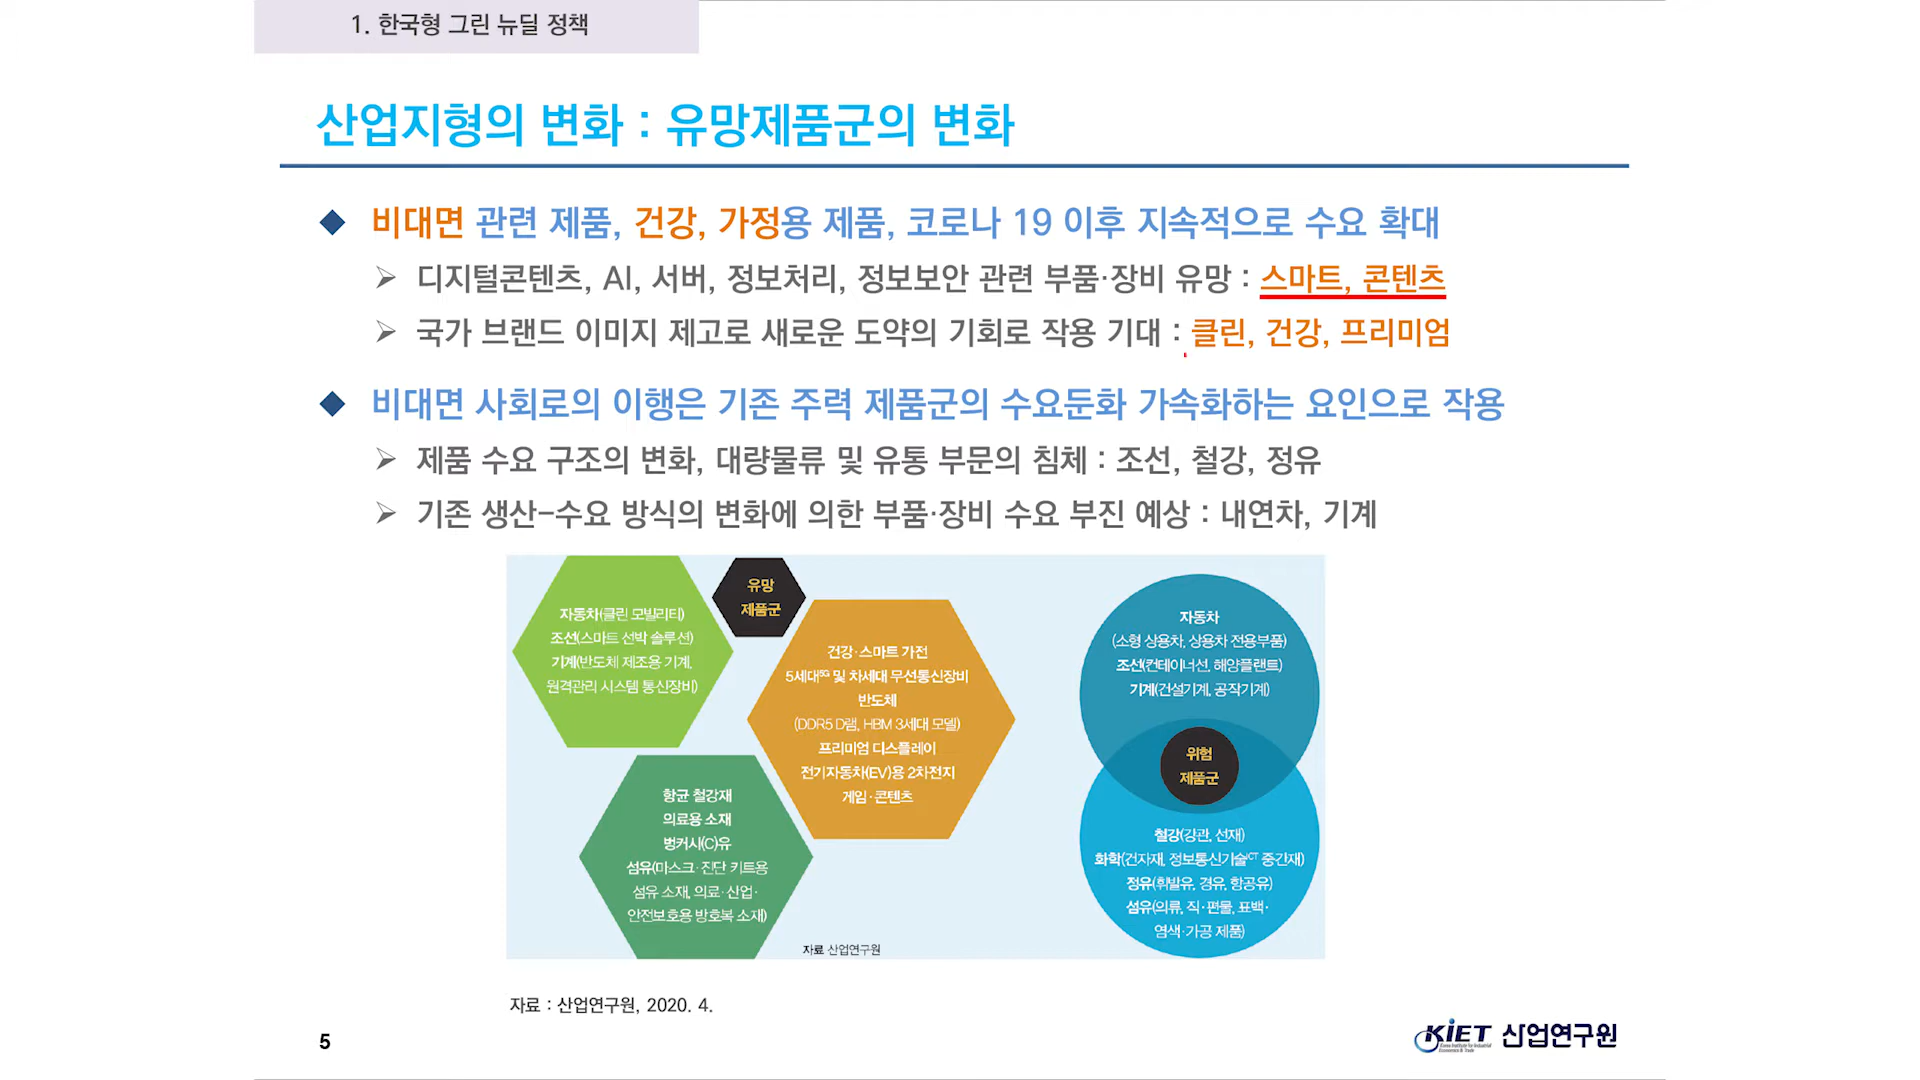 1. 한국형 그린 뉴딜 정책
산업지형의 변화 : 유망제품군의 변화
비대면 관련 제품, 건강, 가정용 제품, 코로나 19 이후 지속적으로 수요 확대
디지털콘텐츠, AI, 서버, 정보처리, 정보보안 관련 부품·장비 유망 : 스마트, 콘텐츠
국가 브랜드 이미지 제고로 새로운 도약의 기회로 작용 기대 : 클린, 건강, 프리미엄
비대면 사회로의 이행은 기존 주력 제품군의 수요둔화 가속화하는 요인으로 작용
제품 수요 구조의 변화, 대량물류 및 유통 부문의 침체 : 조선, 철강, 정유
기존 생산-수요 방식의 변화에 의한 부품·장비 수요 부진 예상 : 내연차, 기계
유망
제품군
자동차(클린 모빌리티)
조선(스마트 선박 솔루션)
기계(반도체 제조용 기계,
원격관리 시스템 통신장비)
건강·스마트 가전
5세대5G 및 차세대 무선통신장비
반도체
(DDR5 D램, HBM 3세대 모델)
프리미엄 디스플레이
전기자동차(EV)용 2차전지
게임·콘텐츠
항균 철강재
의료용 소재
벙커시(C)유
섬유(마스크·진단 키트용
섬유 소재, 의료·산업·
안전보호용 방호복 소재)
자료 산업연구원
자동차
(소형 상용차, 상용차 전용부품)
조선(컨테이너선, 해양플랜트)
기계(건설기계, 공작기계)
위험
제품군
철강(강관, 선재)
화학(건자재, 정보통신기술ICT 중간재)
정유(휘발유, 경유, 항공유)
섬유(의류, 직·편물, 표백·
염색·가공 제품)
자료 : 산업연구원, 2020. 4.
5
KIET 산업연구원
Korea Institute for Industrial
Economics & Trade